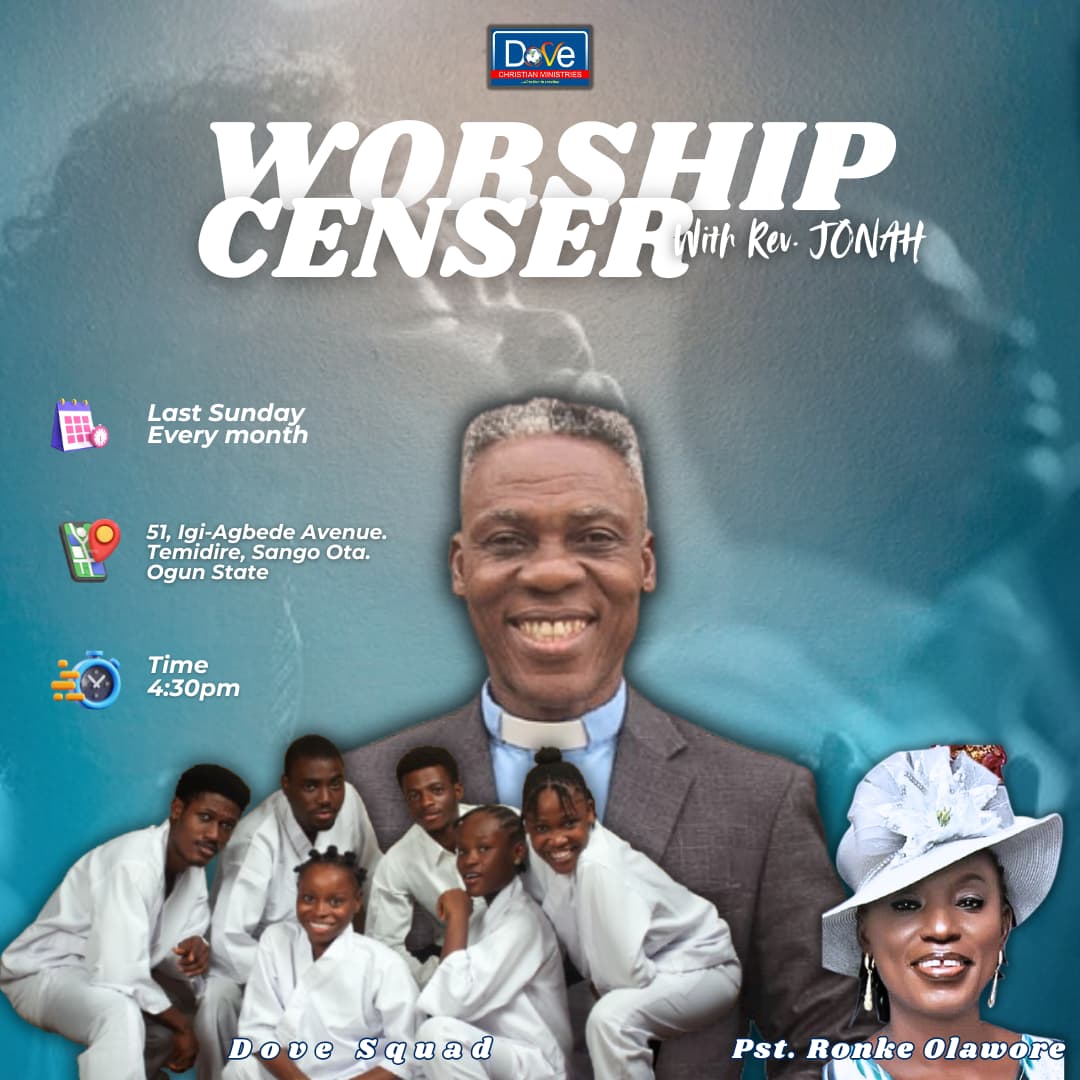 Dove
CHRISTIAN MINISTRIES
WORSHIP
CENSER
With Rev. JONAH
Last Sunday
Every month
51, Igi-Agbede Avenue.
Temidire, Sango Ota.
Ogun State
Time
4:30pm
Dove Squad
Pst. Ronke Olawore